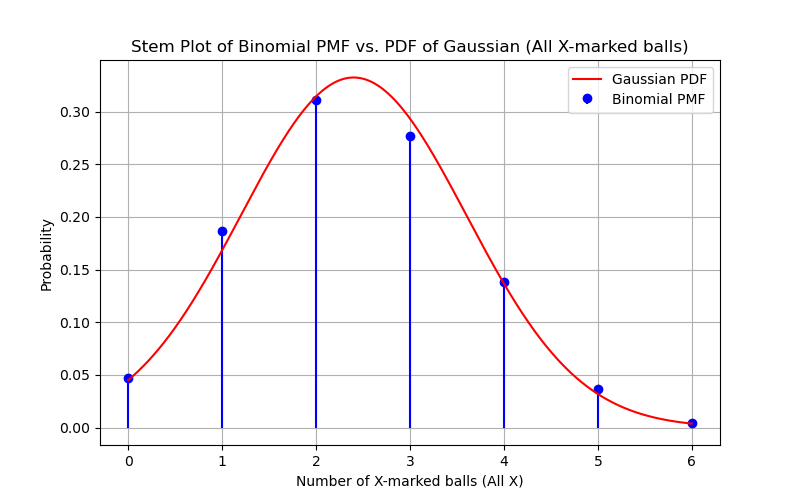 Stem Plot of Binomial PMF vs. PDF of Gaussian (All X-marked balls)
Gaussian PDF
Binomial PMF
0.30
0.25
0.20
0.15
0.10
0.05
0.00
Probability
0 1 2 3 4 5 6
Number of X-marked balls (All X)